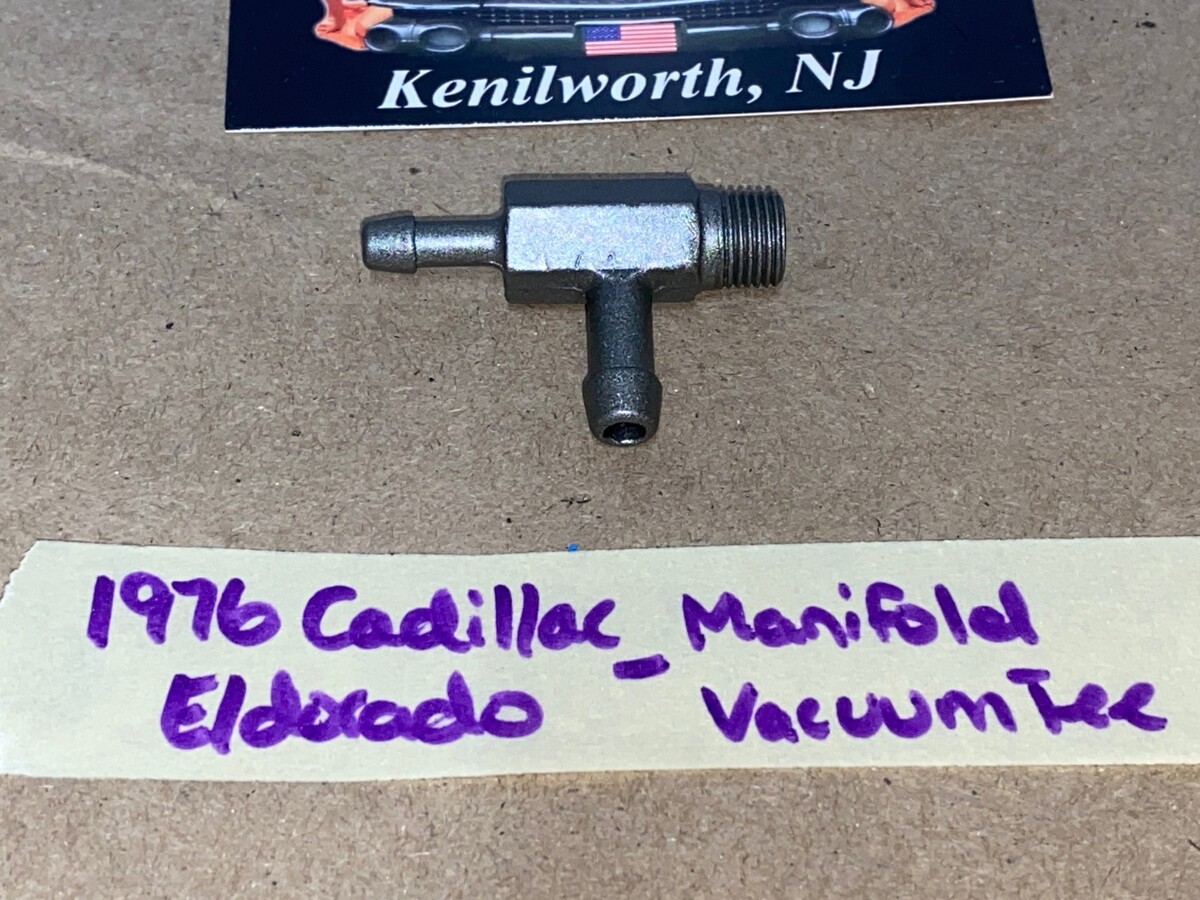 Kenilworth, NJ
1976 Cadillac - Manifold
Eldorado Vacuum Tee